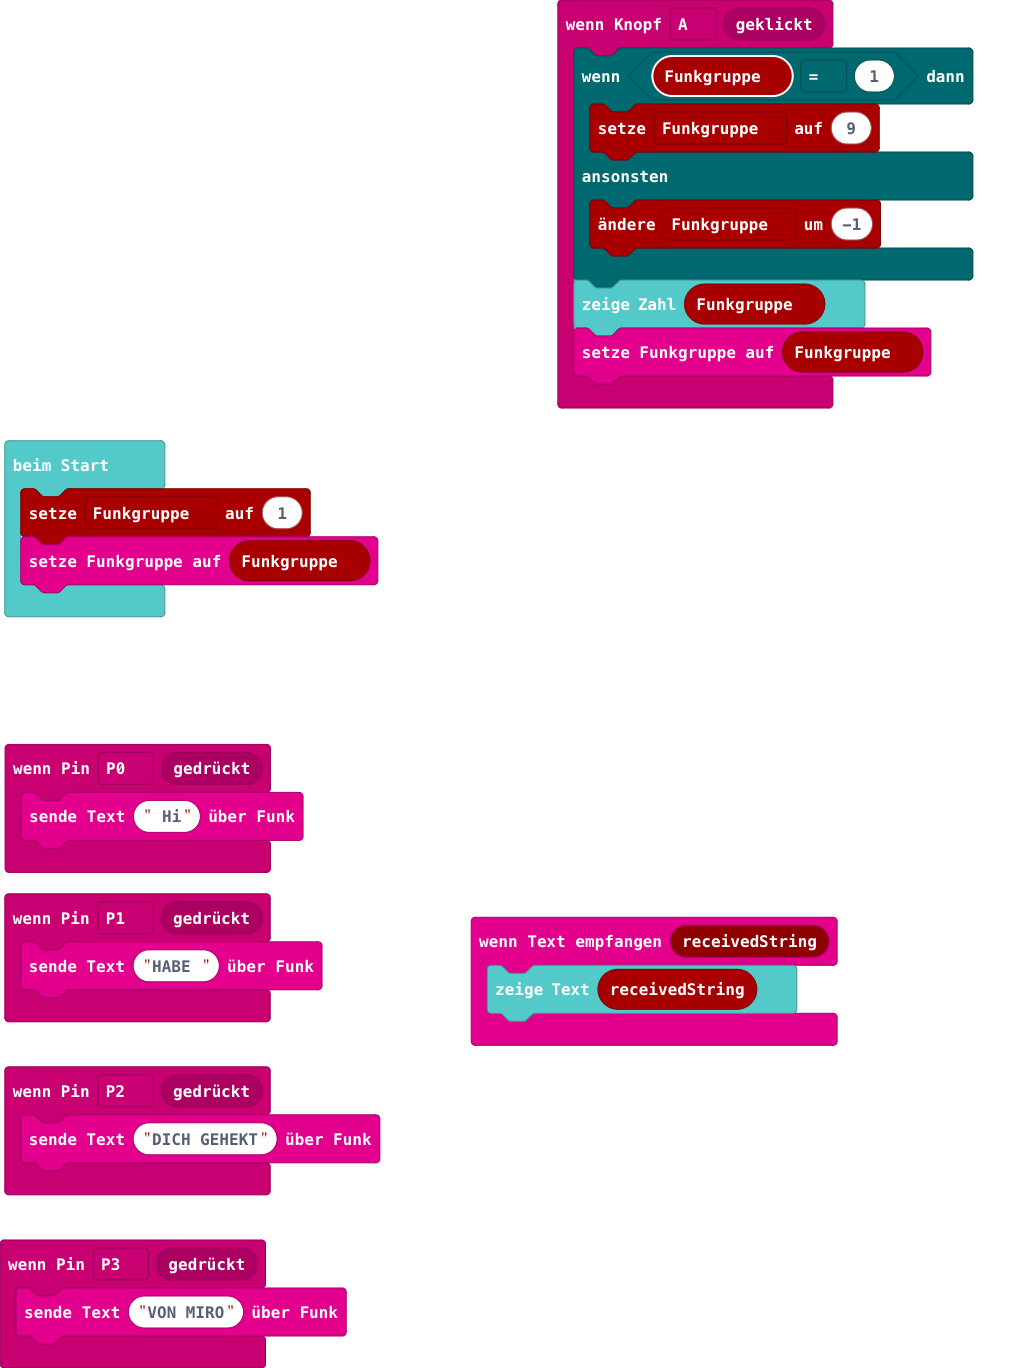 wenn Knopf A geklickt
wenn Funkgruppe = 1 dann
setze Funkgruppe auf 9
ansonsten
ändere Funkgruppe um −1
zeige Zahl Funkgruppe
setze Funkgruppe auf Funkgruppe
beim Start
setze Funkgruppe auf 1
setze Funkgruppe auf Funkgruppe
wenn Pin P0 gedrückt
sende Text " Hi" über Funk
wenn Pin P1 gedrückt
sende Text "HABE " über Funk
wenn Text empfangen receivedString
zeige Text receivedString
wenn Pin P2 gedrückt
sende Text "DICH GEHEKT" über Funk
wenn Pin P3 gedrückt
sende Text "VON MIRO" über Funk